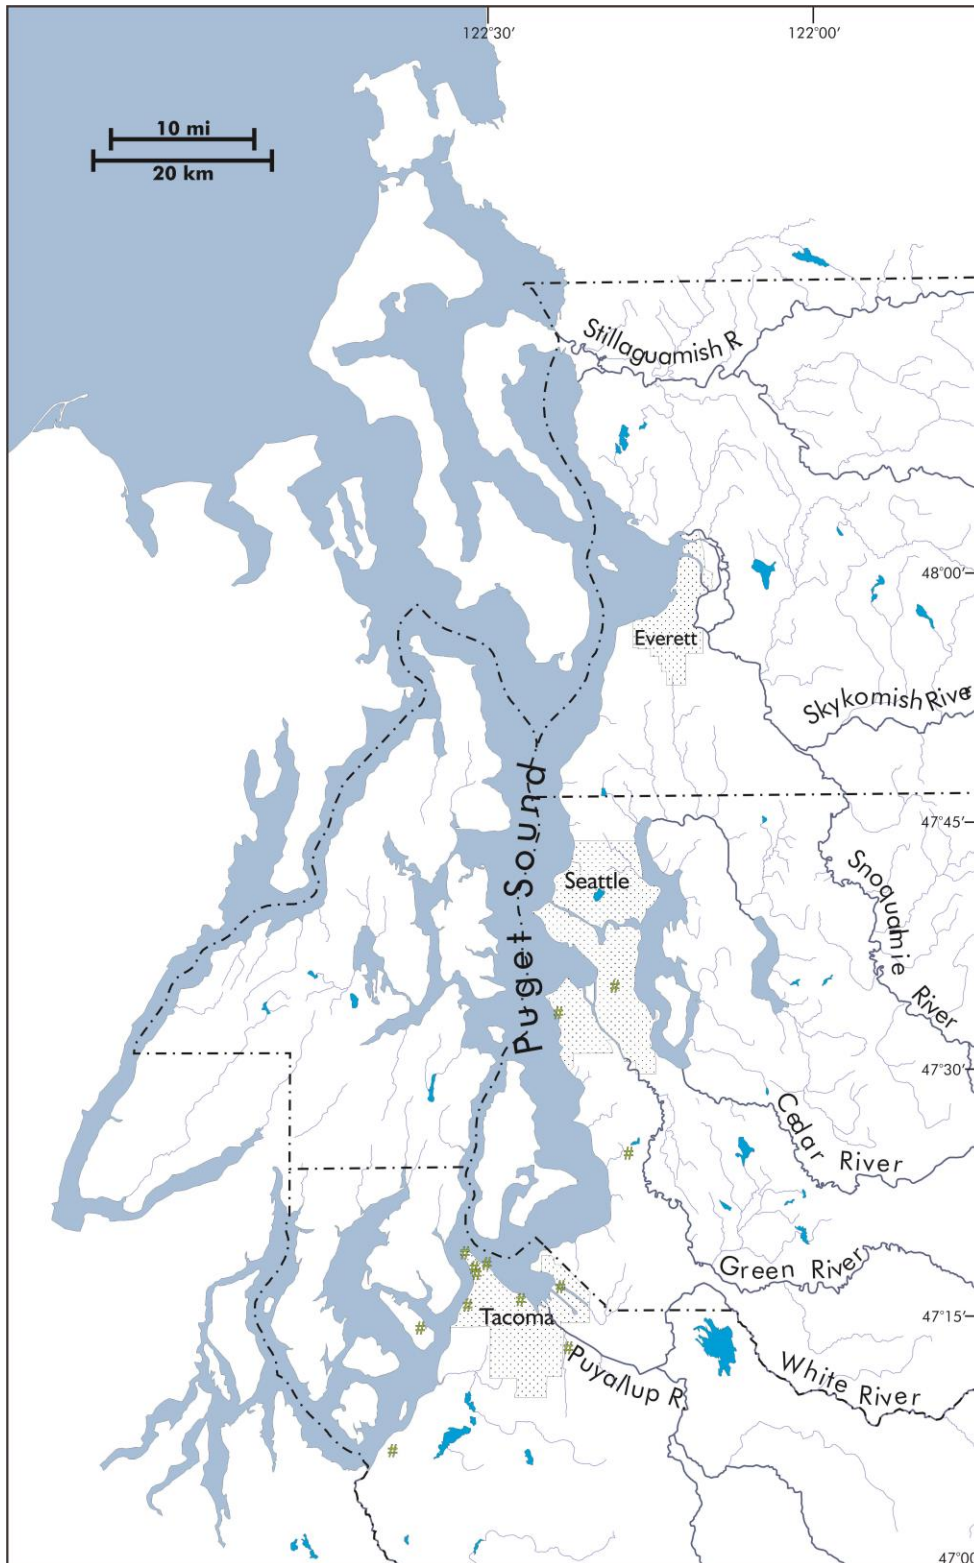 122°30'
122°00'
10 mi
20 km
Stillaguamish R
48°00'
Everett
Skykomish River
47°45'
Puget Sound
Seattle
Snoqualmie River
#
#
47°30'
Cedar River
#
Green River
#
#
#
#
#
#
#
Tacoma
47°15'
#
#
Puyallup R
White River
#
47°00